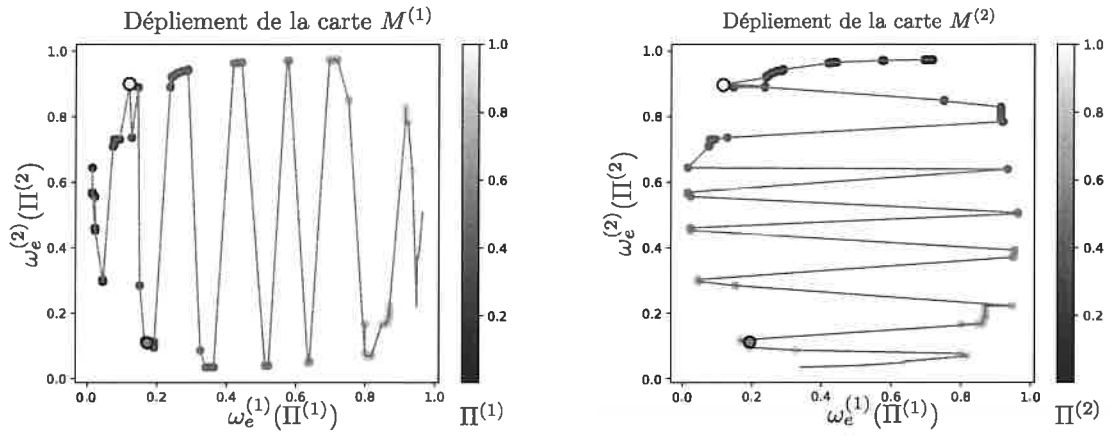 Dépliement de la carte M^{(1)}
1.0
0.8
0.6
0.4
0.2
0.0
ω_e^{(2)}(Π^{(2)}
0.0 0.2 0.4 0.6 0.8 1.0
ω_e^{(1)}(Π^{(1)})
1.0
0.8
0.6
0.4
0.2
Π^{(1)}
Dépliement de la carte M^{(2)}
1.0
0.8
0.6
0.4
0.2
0.0
ω_e^{(2)}(Π^{(2)}
0.0 0.2 0.4 0.6 0.8 1.0
ω_e^{(1)}(Π^{(1)})
1.0
0.8
0.6
0.4
0.2
Π^{(2)}